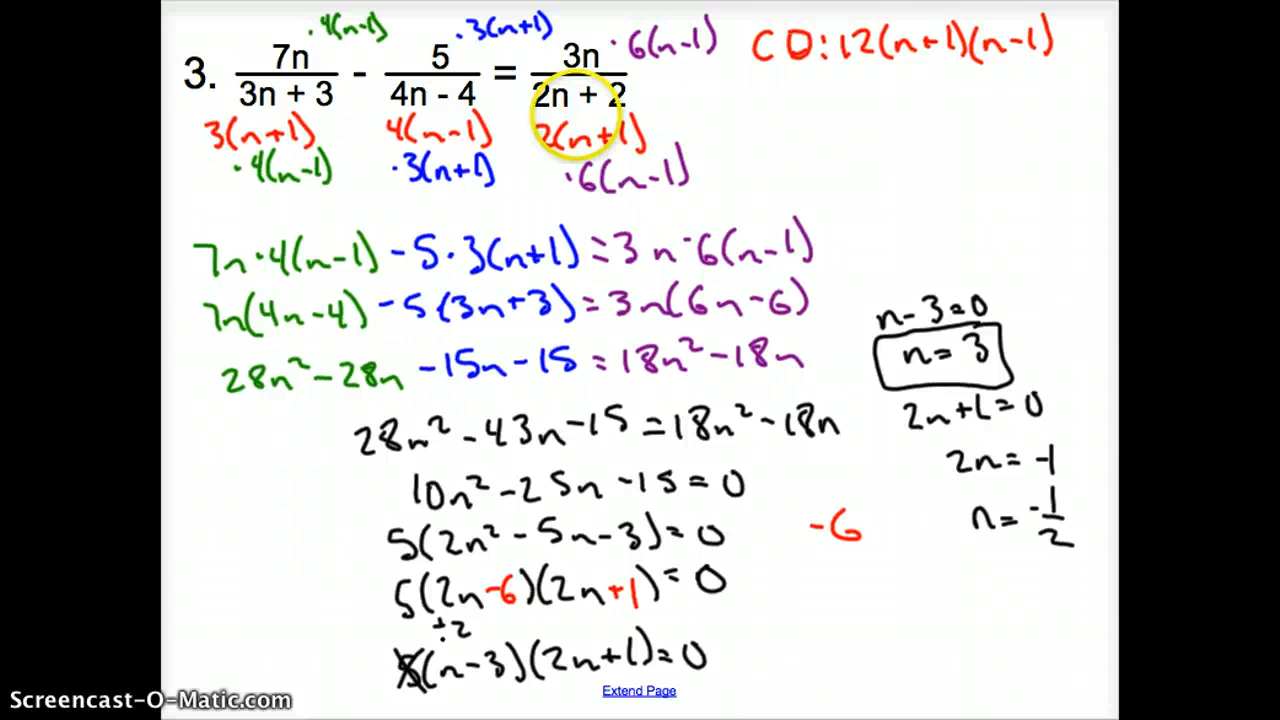 ·4(n-1) ·3(n+1) ·6(n-1) CD: 12(n+1)(n-1)
3. 7n/(3n + 3) - 5/(4n - 4) = 3n/(2n + 2)
3(n+1) 4(n-1) 2(n+1)
·4(n-1) ·3(n+1) ·6(n-1)
7n·4(n-1) -5·3(n+1) = 3n·6(n-1)
7n(4n-4) -5(3n+3) = 3n(6n-6)
28n² - 28n - 15n - 15 = 18n² - 18n
28n² - 43n - 15 = 18n² - 18n
10n² - 25n - 15 = 0
5(2n² - 5n - 3) = 0
5(2n-6)(2n+1) = 0
÷2
5(n-3)(2n+1) = 0
-6
n-3=0
n = 3
2n+1=0
2n = -1
n = -1/2
Extend Page
Screencast-O-Matic.com